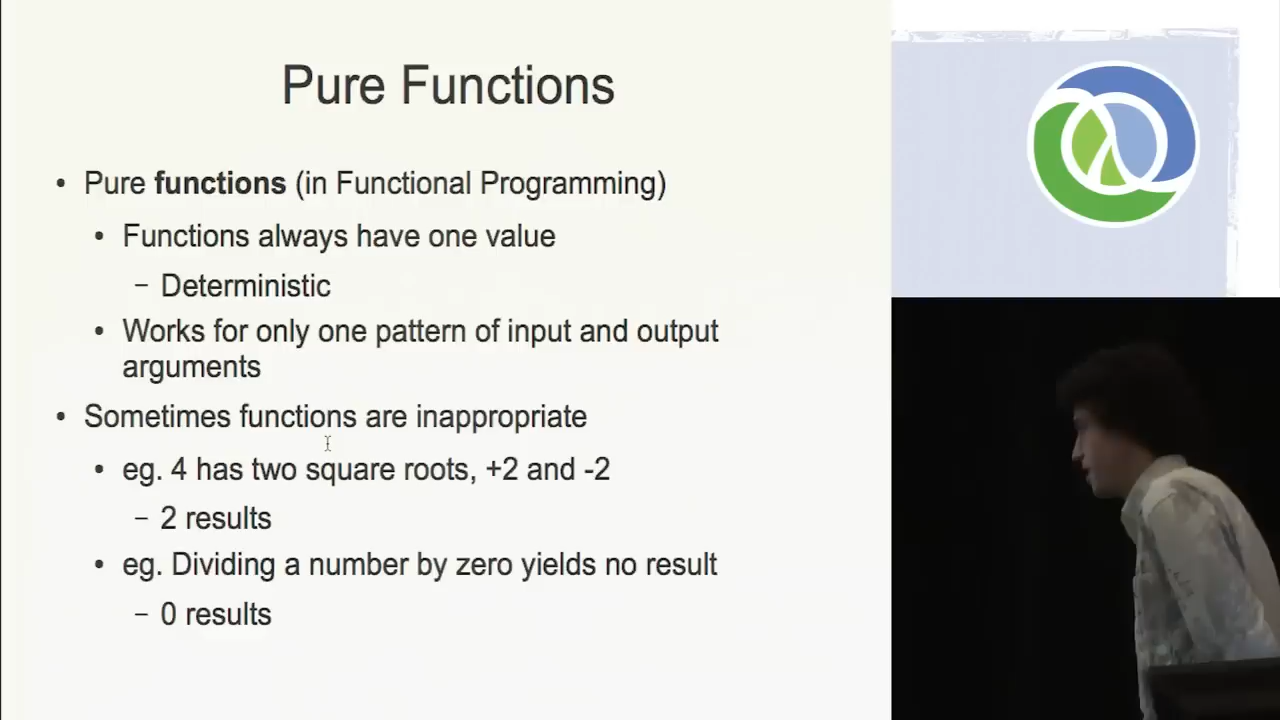 Pure Functions
• Pure functions (in Functional Programming)
• Functions always have one value
– Deterministic
• Works for only one pattern of input and output
arguments
• Sometimes functions are inappropriate
• eg. 4 has two square roots, +2 and -2
– 2 results
• eg. Dividing a number by zero yields no result
– 0 results